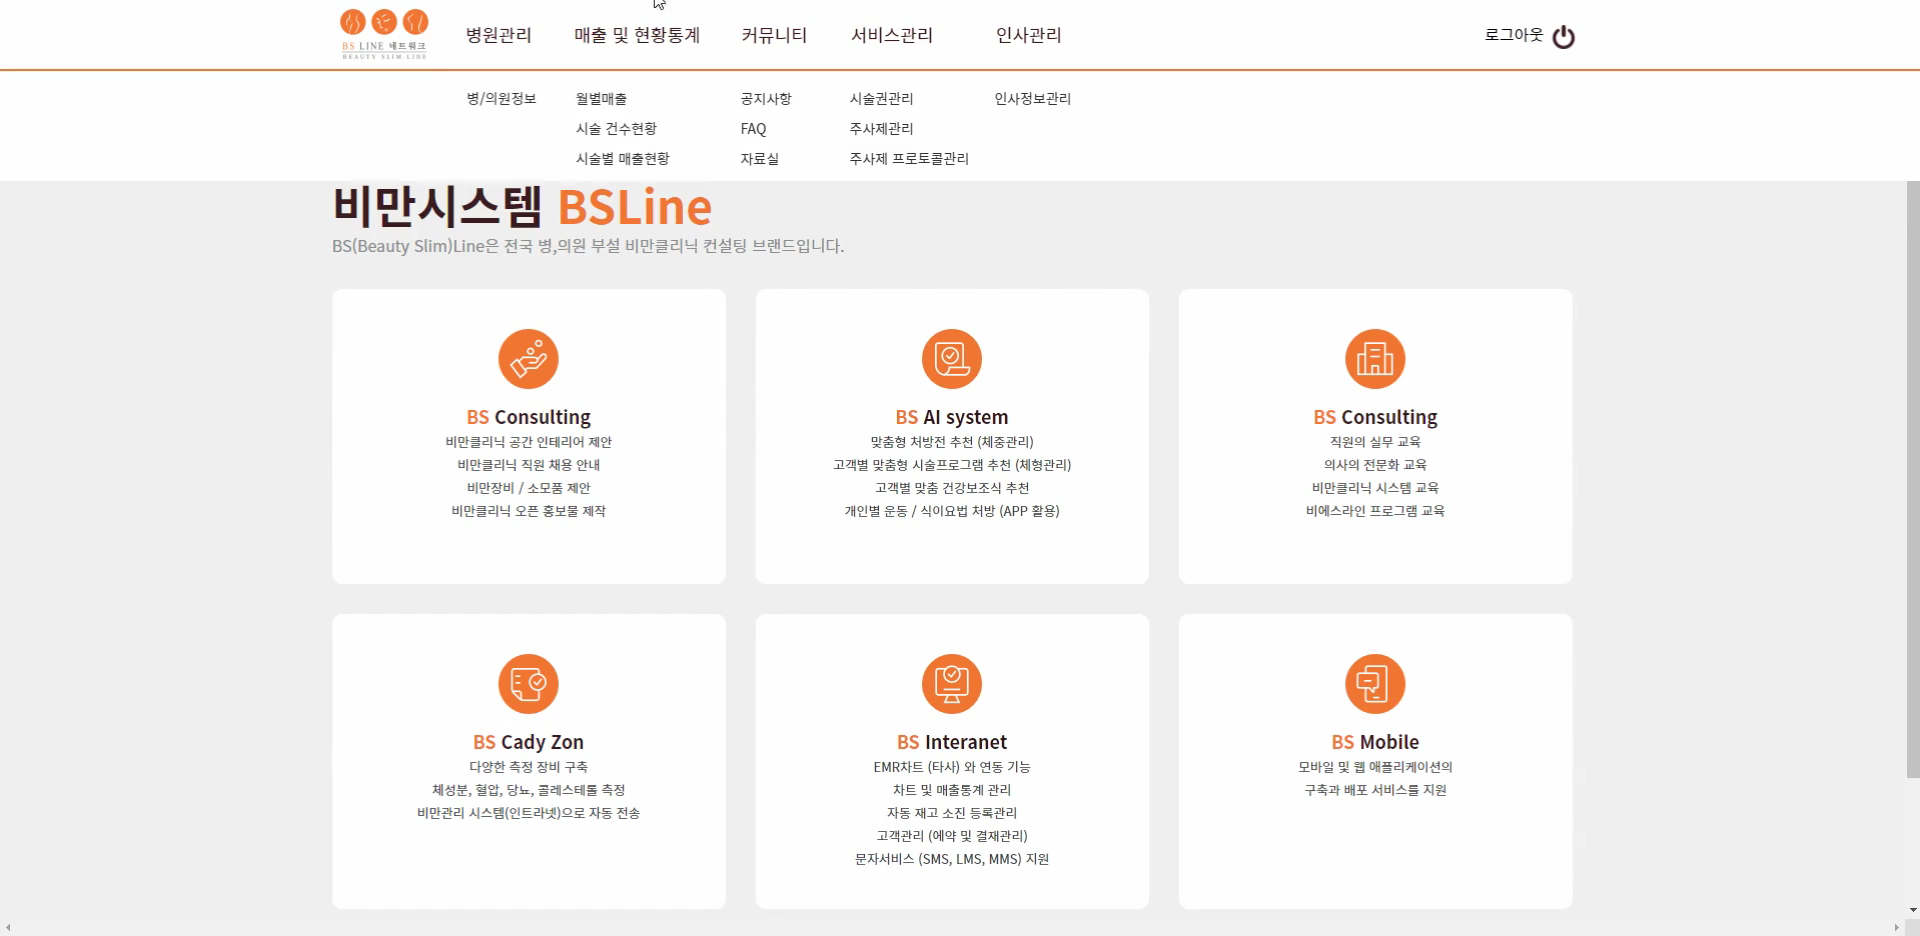 BS LINE 네트워크
BEAUTY SLIM LINE
병원관리 매출 및 현황통계 커뮤니티 서비스관리 인사관리 로그아웃
병/의원정보 월별매출 공지사항 시술권관리 인사정보관리
시술 건수현황 FAQ 주사제관리
시술별 매출현황 자료실 주사제 프로토콜관리
비만시스템 BSLine
BS(Beauty Slim)Line은 전국 병,의원 부설 비만클리닉 컨설팅 브랜드입니다.
BS Consulting
비만클리닉 공간 인테리어 제안
비만클리닉 직원 채용 안내
비만장비 / 소모품 제안
비만클리닉 오픈 홍보물 제작
BS AI system
맞춤형 처방전 추천 (체중관리)
고객별 맞춤형 시술프로그램 추천 (체형관리)
고객별 맞춤 건강보조식 추천
개인별 운동 / 식이요법 처방 (APP 활용)
BS Consulting
직원의 실무 교육
의사의 전문화 교육
비만클리닉 시스템 교육
비에스라인 프로그램 교육
BS Cady Zon
다양한 측정 장비 구축
체성분, 혈압, 당뇨, 콜레스테롤 측정
비만관리 시스템(인트라넷)으로 자동 전송
BS Interanet
EMR차트 (타사) 와 연동 기능
차트 및 매출통계 관리
자동 재고 소진 등록관리
고객관리 (예약 및 결재관리)
문자서비스 (SMS, LMS, MMS) 지원
BS Mobile
모바일 및 웹 애플리케이션의
구축과 배포 서비스를 지원